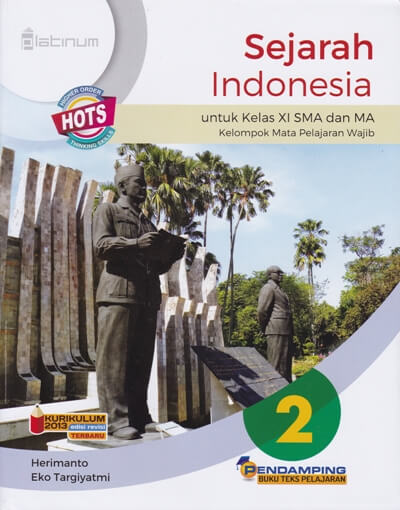 Platinum
Sejarah
Indonesia
untuk Kelas XI SMA dan MA
Kelompok Mata Pelajaran Wajib
HIGHER ORDER
HOTS
THINKING SKILLS
KURIKULUM
2013 edisi revisi
TERBARU
2
Herimanto
Eko Targiyatmi
PENDAMPING
BUKU TEKS PELAJARAN